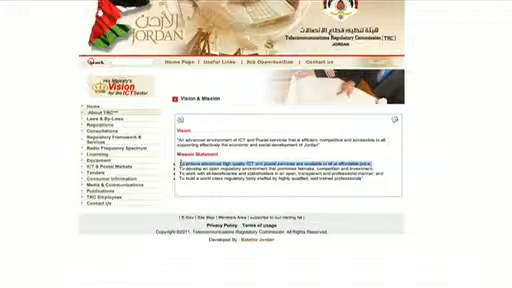 الأردن
JORDAN
هيئة تنظيم قطاع الاتصالات
Telecommunications Regulatory Commission (TRC)
JORDAN
Search
Home Page | Useful Links | Job Opportunities | Contact us
His Majesty's
Vision
for the ICT Sector
Vision & Mission
Home
About TRC
Laws & By-Laws
Regulations
Consultations
Regulatory Framework &
Services
Radio Frequency Spectrum
Licensing
Equipment
ICT & Postal Markets
Tenders
Consumer Information
Media & Communications
Publications
TRC Employees
Contact Us
Vision
"An advanced environment of ICT and Postal services that is efficient, competitive and accessible to all
supporting effectively the economic and social development of Jordan"
Mission Statement
To ensure advanced high quality ICT and postal services are available to all at affordable price,
To develop an open regulatory environment that promotes fairness, competition and investment,
To work with all beneficiaries and stakeholders in an open, transparent and professional manner, and
To build a world class regulatory body staffed by highly qualified, well trained professionals"
| E-Gov | Site Map | Members Area | subscribe to our mailing list |
Privacy Policy Terms of usage
Copyright ©2011, Telecommunications Regulatory Commission. All Rights Reserved.
Developed By : Batelco Jordan